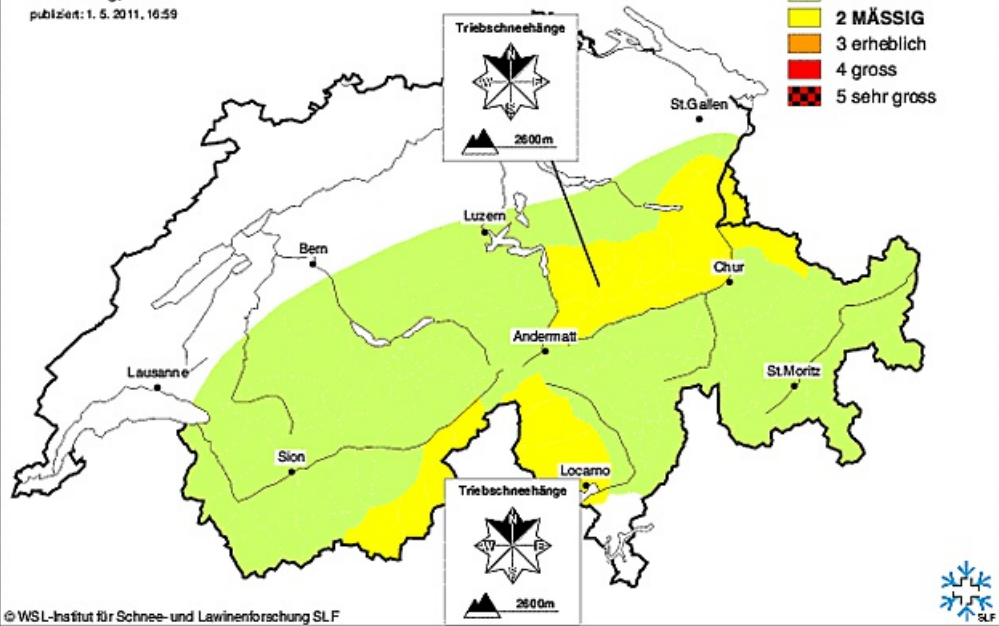 publiziert: 1. 5. 2011, 16:59
2 MÄSSIG
3 erheblich
4 gross
5 sehr gross
Triebschneehänge
N
W E
S
2600m
St.Gallen
Luzern
Bern
Chur
Andermatt
Lausanne
St.Moritz
Sion
Locarno
Triebschneehänge
N
W E
S
2600m
© WSL-Institut für Schnee- und Lawinenforschung SLF
SLF